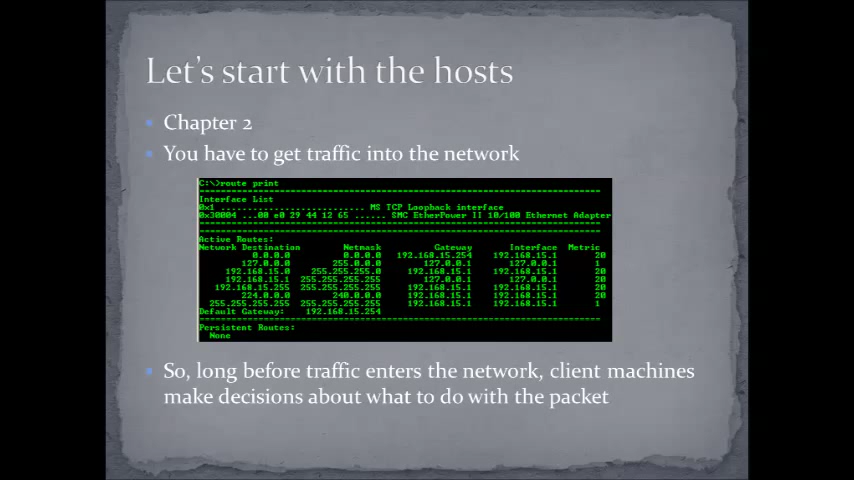 Let's start with the hosts
Chapter 2
You have to get traffic into the network
C:\>route print
Interface List
0x1 ........................... MS TCP Loopback interface
0x30004 ...00 e0 29 44 12 65 ...... SMC EtherPower II 10/100 Ethernet Adapter
Active Routes:
Network Destination Netmask Gateway Interface Metric
0.0.0.0 0.0.0.0 192.168.15.254 192.168.15.1 20
127.0.0.0 255.0.0.0 127.0.0.1 127.0.0.1 1
192.168.15.0 255.255.255.0 192.168.15.1 192.168.15.1 20
192.168.15.1 255.255.255.255 127.0.0.1 127.0.0.1 20
192.168.15.255 255.255.255.255 192.168.15.1 192.168.15.1 20
224.0.0.0 240.0.0.0 192.168.15.1 192.168.15.1 20
255.255.255.255 255.255.255.255 192.168.15.1 192.168.15.1 1
Default Gateway: 192.168.15.254
Persistent Routes:
None
So, long before traffic enters the network, client machines
make decisions about what to do with the packet